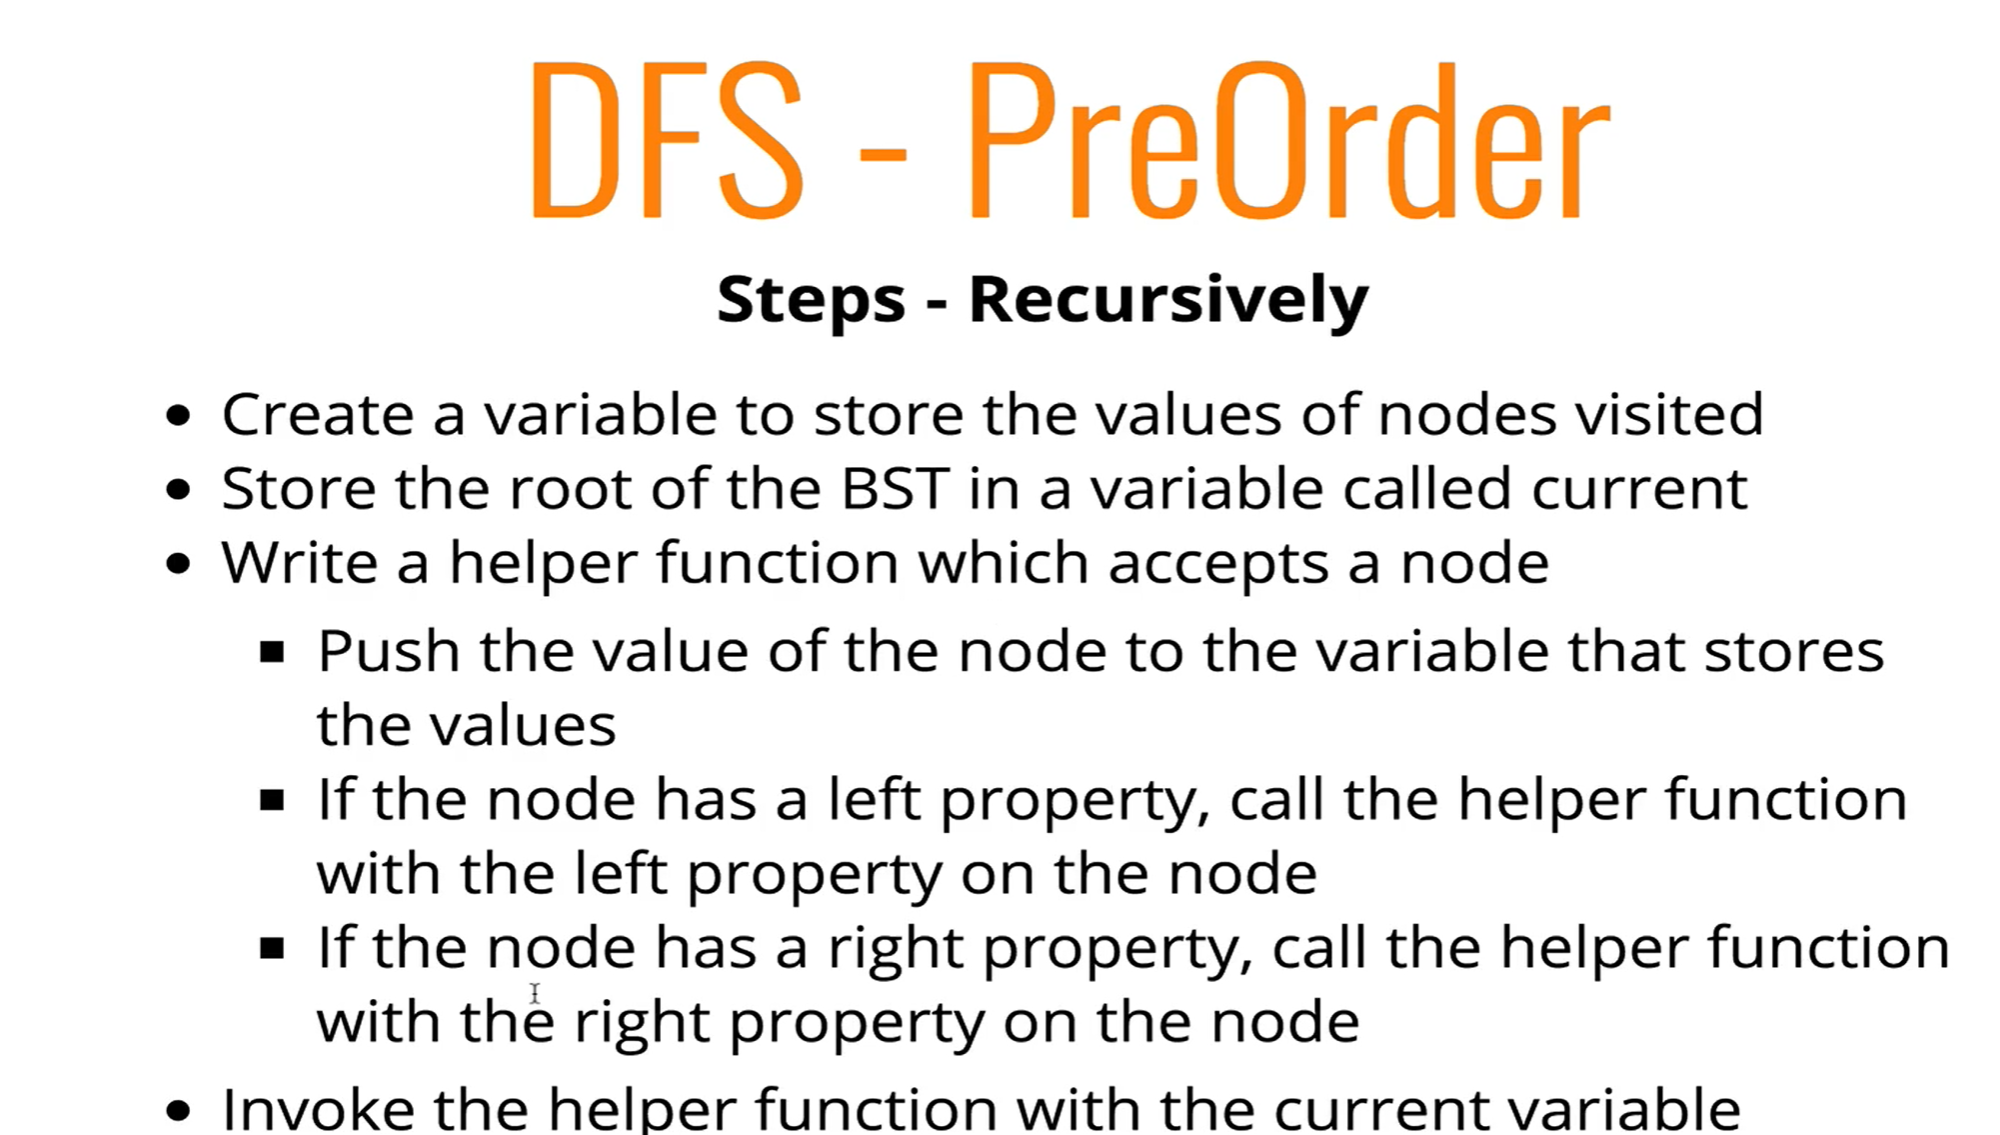 DFS - PreOrder
Steps - Recursively
Create a variable to store the values of nodes visited
Store the root of the BST in a variable called current
Write a helper function which accepts a node
Push the value of the node to the variable that stores
the values
If the node has a left property, call the helper function
with the left property on the node
If the node has a right property, call the helper function
with the right property on the node
Invoke the helper function with the current variable